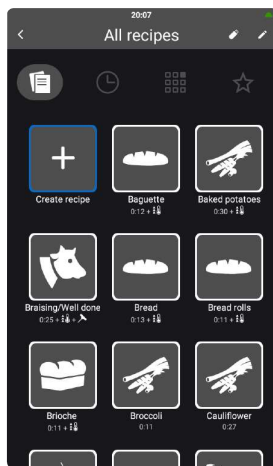 20:07
All recipes
Create recipe
Baguette
0:12 +
Baked potatoes
0:30 +
Braising/Well done
0:25 + +
Bread
0:13 +
Bread rolls
0:11 +
Brioche
0:11 +
Broccoli
0:11
Cauliflower
0:27